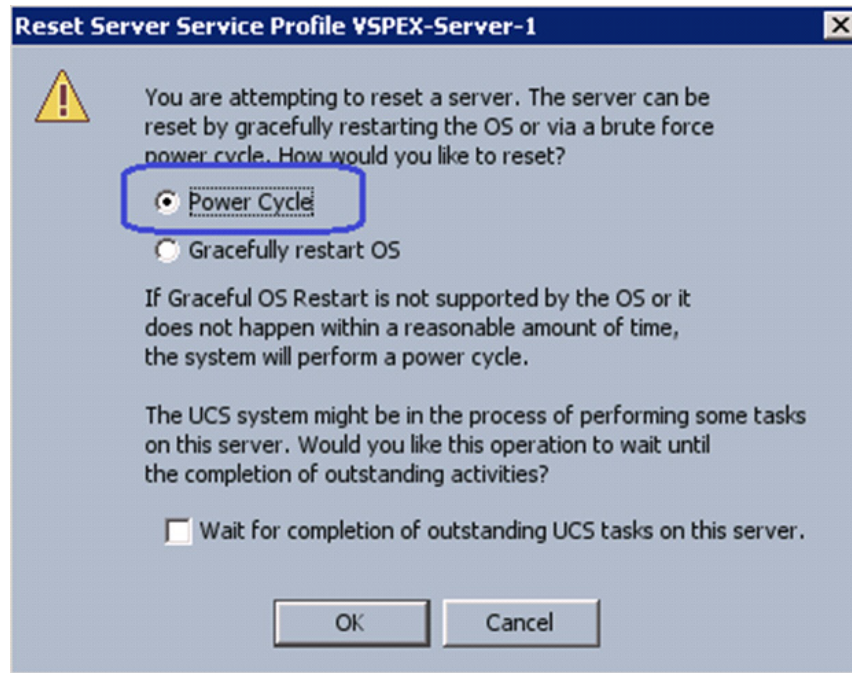 Reset Server Service Profile VSPEX-Server-1
You are attempting to reset a server. The server can be
reset by gracefully restarting the OS or via a brute force
power cycle. How would you like to reset?
Power Cycle
Gracefully restart OS
If Graceful OS Restart is not supported by the OS or it
does not happen within a reasonable amount of time,
the system will perform a power cycle.
The UCS system might be in the process of performing some tasks
on this server. Would you like this operation to wait until
the completion of outstanding activities?
Wait for completion of outstanding UCS tasks on this server.
OK
Cancel